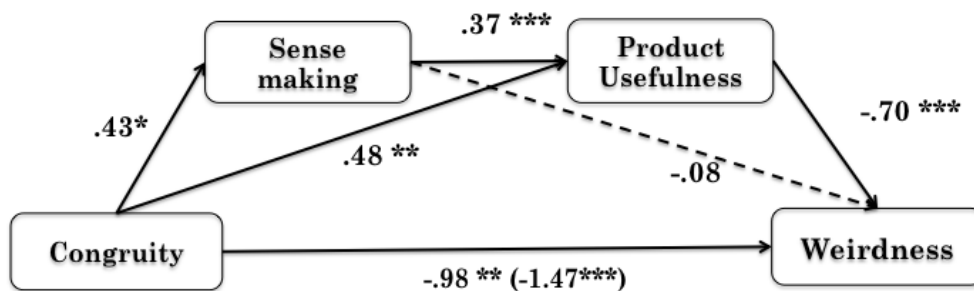 .37 ***
Sense
making
Product
Usefulness
.43*
.48 **
-.08
-.70 ***
Congruity
Weirdness
-.98 ** (-1.47***)